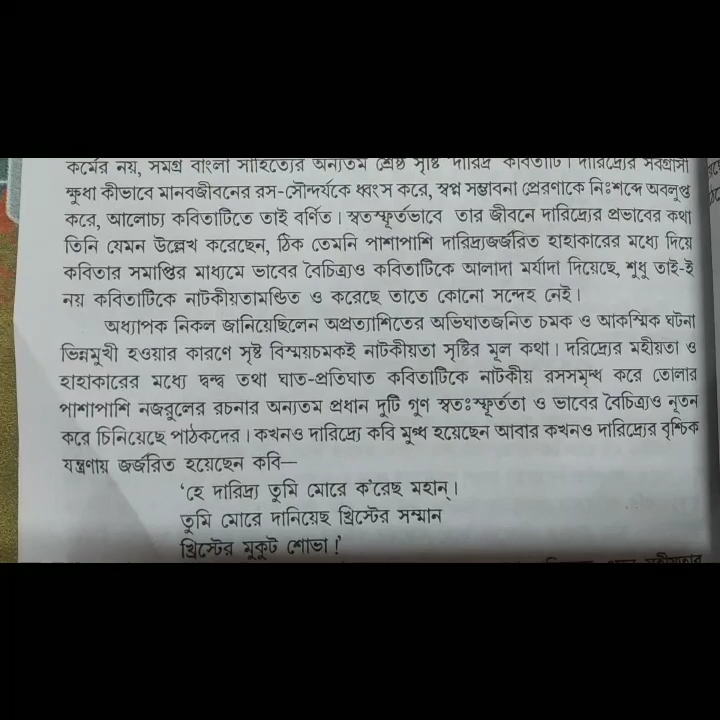 কর্মের নয়, সমগ্র বাংলা সাহিত্যের অন্যতম শ্রেষ্ঠ সৃষ্টি দারিদ্র কবিতাটি। দারিদ্র্যের সর্বগ্রাসী
ক্ষুধা কীভাবে মানবজীবনের রস-সৌন্দর্যকে ধ্বংস করে, স্বপ্ন সম্ভাবনা প্রেরণাকে নিঃশব্দে অবলুপ্ত
করে, আলোচ্য কবিতাটিতে তাই বর্ণিত। স্বতস্ফূর্তভাবে তার জীবনে দারিদ্র্যের প্রভাবের কথা
তিনি যেমন উল্লেখ করেছেন, ঠিক তেমনি পাশাপাশি দারিদ্র্যজর্জরিত হাহাকারের মধ্যে দিয়ে
কবিতার সমাপ্তির মাধ্যমে ভাবের বৈচিত্র্যও কবিতাটিকে আলাদা মর্যাদা দিয়েছে, শুধু তাই-ই
নয় কবিতাটিকে নাটকীয়তামণ্ডিত ও করেছে তাতে কোনো সন্দেহ নেই।
অধ্যাপক নিকল জানিয়েছিলেন অপ্রত্যাশিতের অভিঘাতজনিত চমক ও আকস্মিক ঘটনা
ভিন্নমুখী হওয়ার কারণে সৃষ্ট বিস্ময়চমকই নাটকীয়তা সৃষ্টির মূল কথা। দরিদ্র্যের মহীয়তা ও
হাহাকারের মধ্যে দ্বন্দ্ব তথা ঘাত-প্রতিঘাত কবিতাটিকে নাটকীয় রসসমৃদ্ধ করে তোলার
পাশাপাশি নজরুলের রচনার অন্যতম প্রধান দুটি গুণ স্বতঃস্ফূর্ততা ও ভাবের বৈচিত্র্যও নূতন
করে চিনিয়েছে পাঠকদের। কখনও দারিদ্র্যে কবি মুগ্ধ হয়েছেন আবার কখনও দারিদ্র্যের বৃশ্চিক
যন্ত্রণায় জর্জরিত হয়েছেন কবি—
‘হে দারিদ্র্য তুমি মোরে ক'রেছ মহান্।
তুমি মোরে দানিয়েছ খ্রিস্টের সম্মান
খ্রিস্টের মুকুট শোভা!’